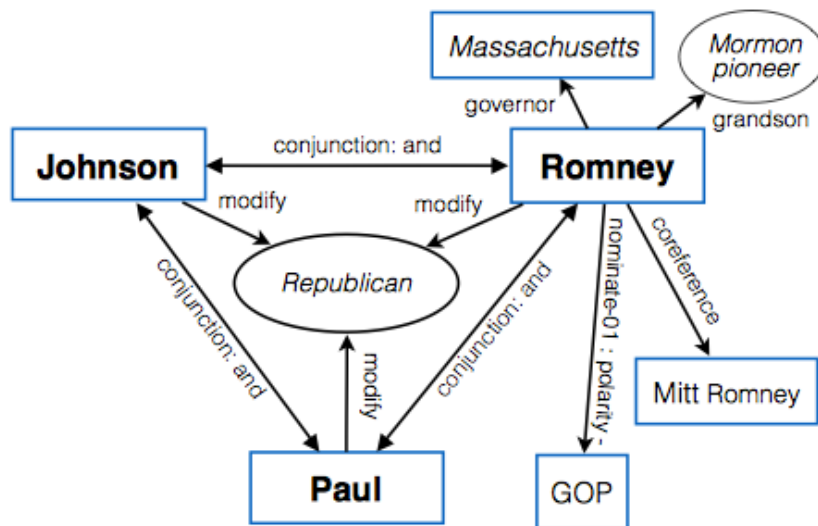 Massachusetts
Mormon
pioneer
governor
grandson
conjunction: and
Johnson
Romney
modify
modify
Republican
conjunction: and
conjunction: and
modify
nominate-01 : polarity -
coreference
Mitt Romney
Paul
GOP